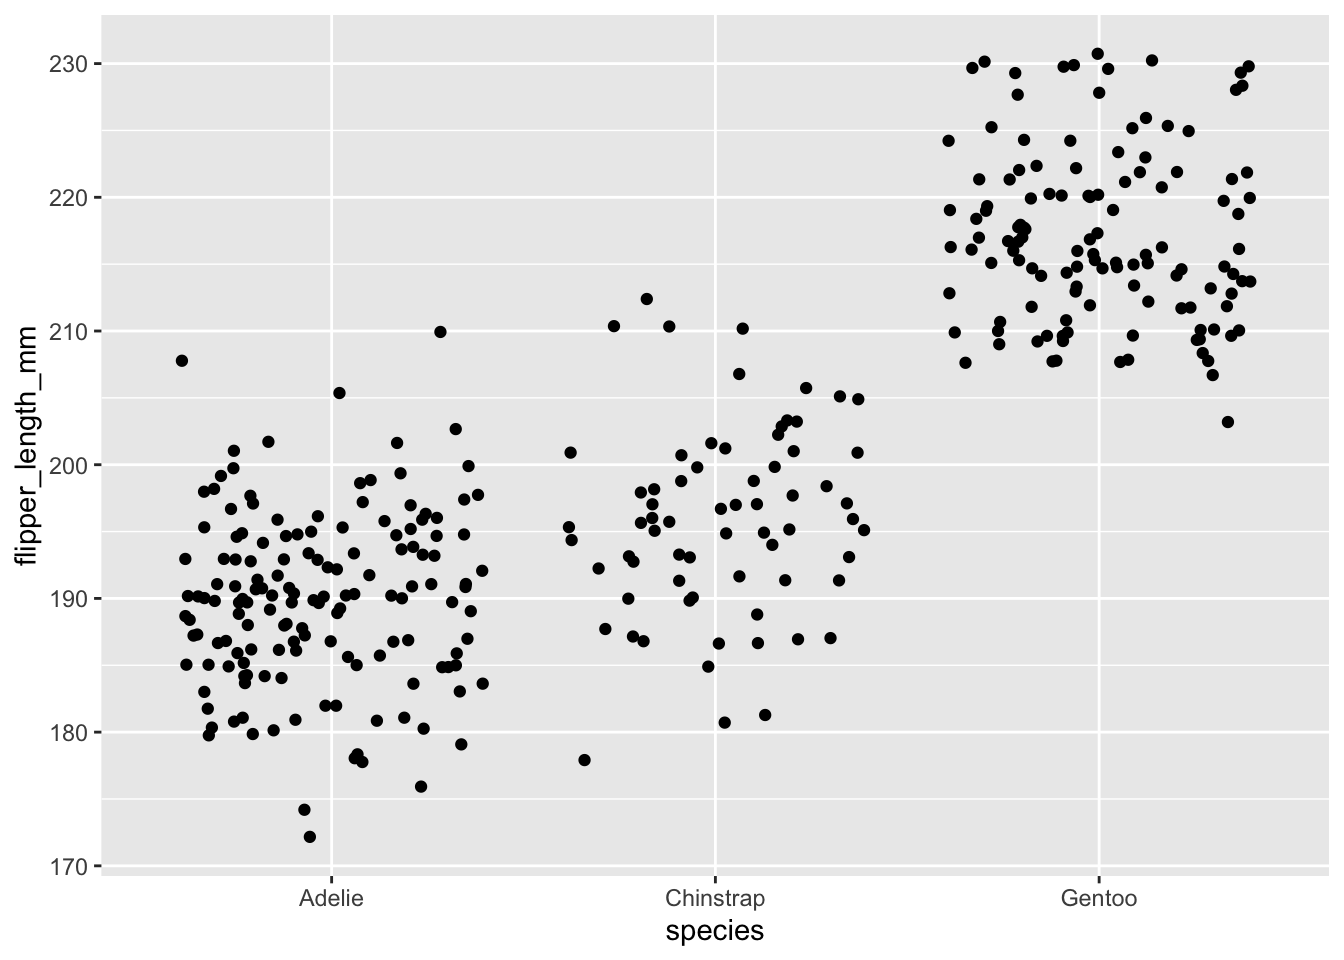 230
220
210
200
190
180
170
flipper_length_mm
Adelie
Chinstrap
Gentoo
species